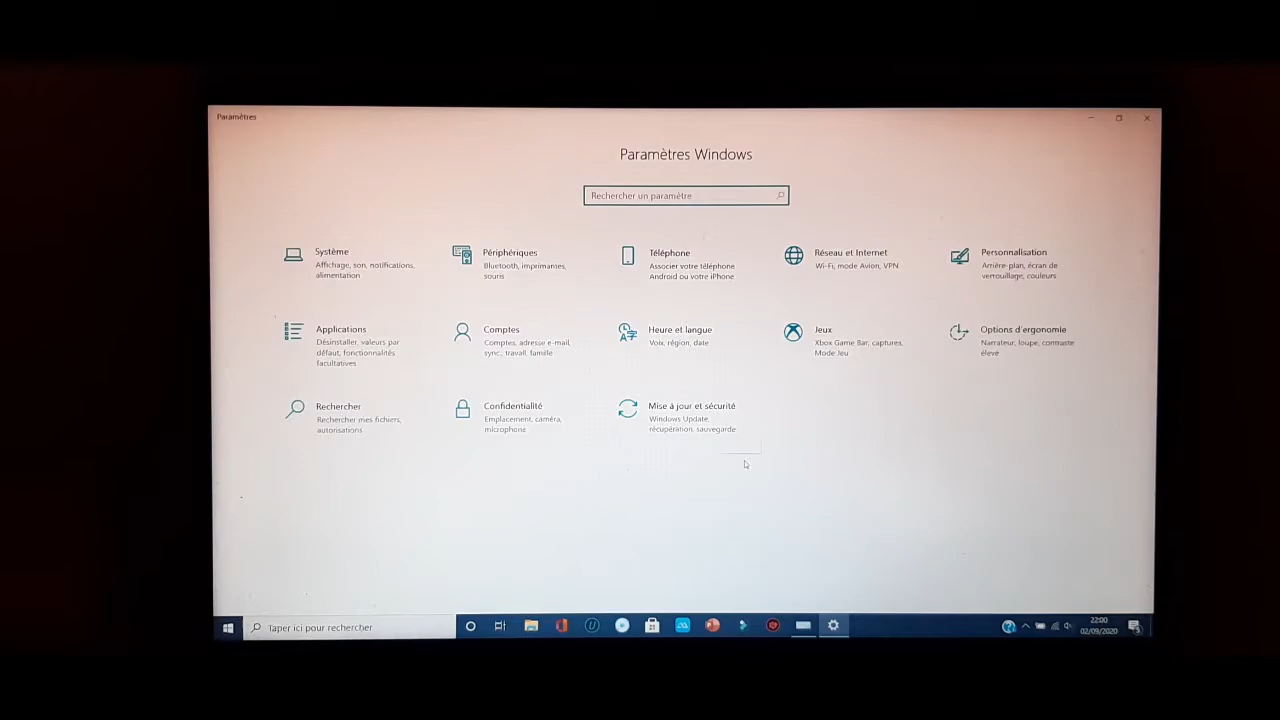 Paramètres
Paramètres Windows
Rechercher un paramètre
Système
Affichage, son, notifications,
alimentation
Périphériques
Bluetooth, imprimantes,
souris
Téléphone
Associer votre téléphone
Android ou votre iPhone
Réseau et Internet
Wi-Fi, mode Avion, VPN
Personnalisation
Arrière-plan, écran de
verrouillage, couleurs
Applications
Désinstaller, valeurs par
défaut, fonctionnalités
facultatives
Comptes
Comptes, adresse e-mail,
sync., travail, famille
Heure et langue
Voix, région, date
Jeux
Xbox Game Bar, captures,
Mode Jeu
Options d'ergonomie
Narrateur, loupe, contraste
élevé
Rechercher
Rechercher mes fichiers,
autorisations
Confidentialité
Emplacement, caméra,
microphone
Mise à jour et sécurité
Windows Update,
récupération, sauvegarde
Taper ici pour rechercher
22:00
02/09/2020